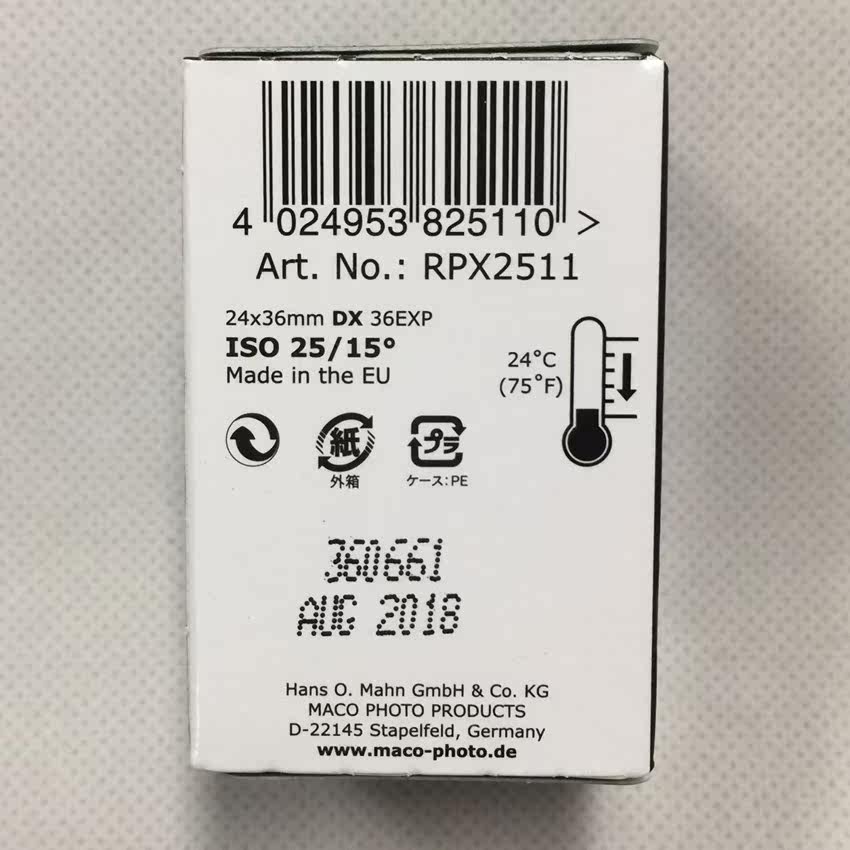 4 024953 825110 >
Art. No.: RPX2511
24x36mm DX 36EXP
ISO 25/15°
Made in the EU
24°C
(75°F)
紙
外箱
プラ
ケース:PE
360661
AUG 2018
Hans O. Mahn GmbH & Co. KG
MACO PHOTO PRODUCTS
D-22145 Stapelfeld, Germany
www.maco-photo.de